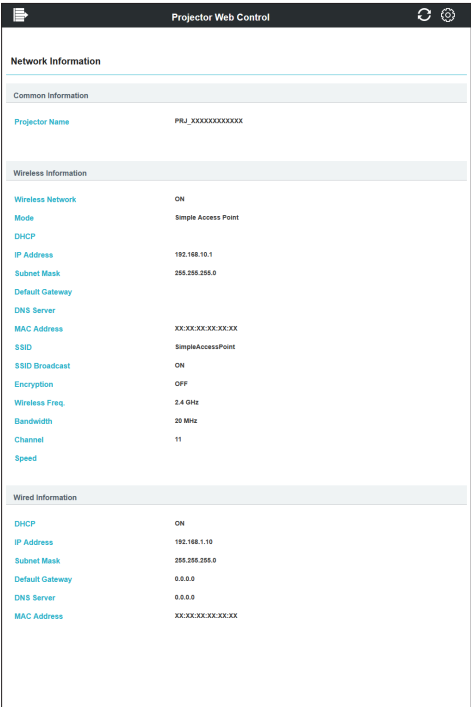 Projector Web Control
Network Information
Common Information
Projector Name PRJ_XXXXXXXXXXXX
Wireless Information
Wireless Network ON
Mode Simple Access Point
DHCP
IP Address 192.168.10.1
Subnet Mask 255.255.255.0
Default Gateway
DNS Server
MAC Address XX:XX:XX:XX:XX:XX
SSID SimpleAccessPoint
SSID Broadcast ON
Encryption OFF
Wireless Freq. 2.4 GHz
Bandwidth 20 MHz
Channel 11
Speed
Wired Information
DHCP ON
IP Address 192.168.1.10
Subnet Mask 255.255.255.0
Default Gateway 0.0.0.0
DNS Server 0.0.0.0
MAC Address XX:XX:XX:XX:XX:XX